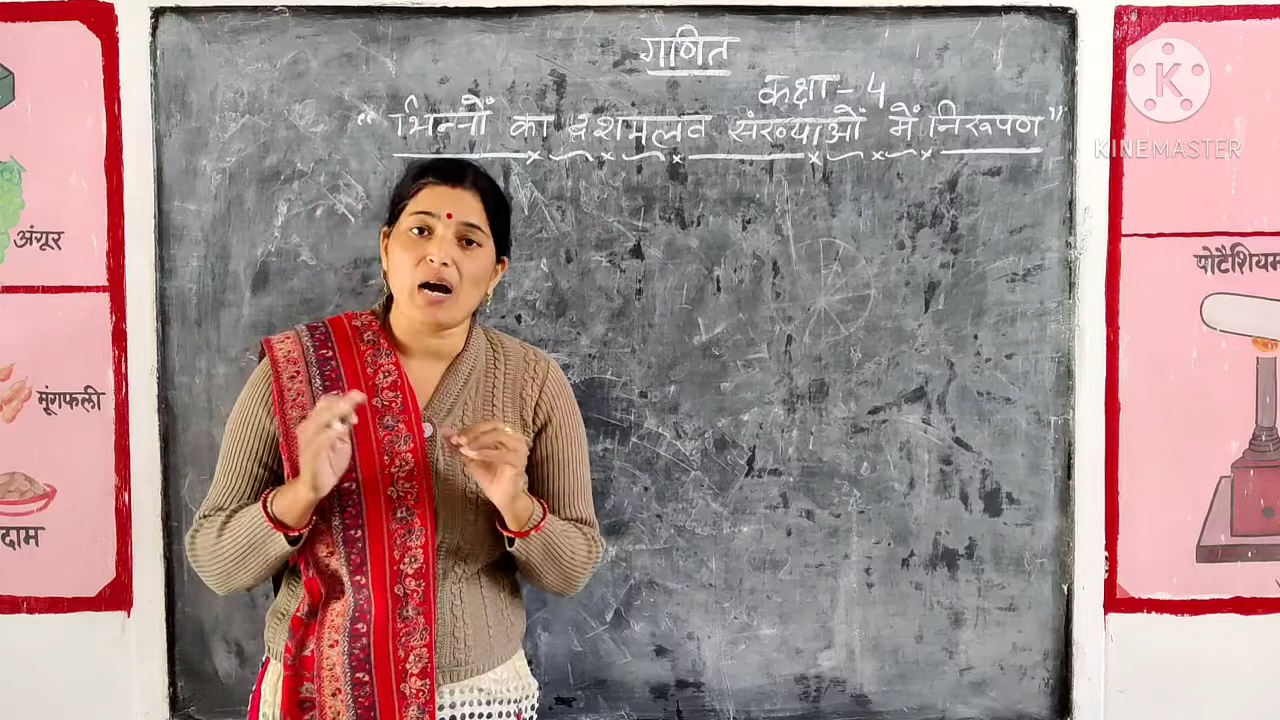 गणित
कक्षा - 4
"भिन्नों का दशमलव संख्याओं में निरूपण"
अंगूर
मूंगफली
दाम
पोटैशियम
K
KINEMASTER